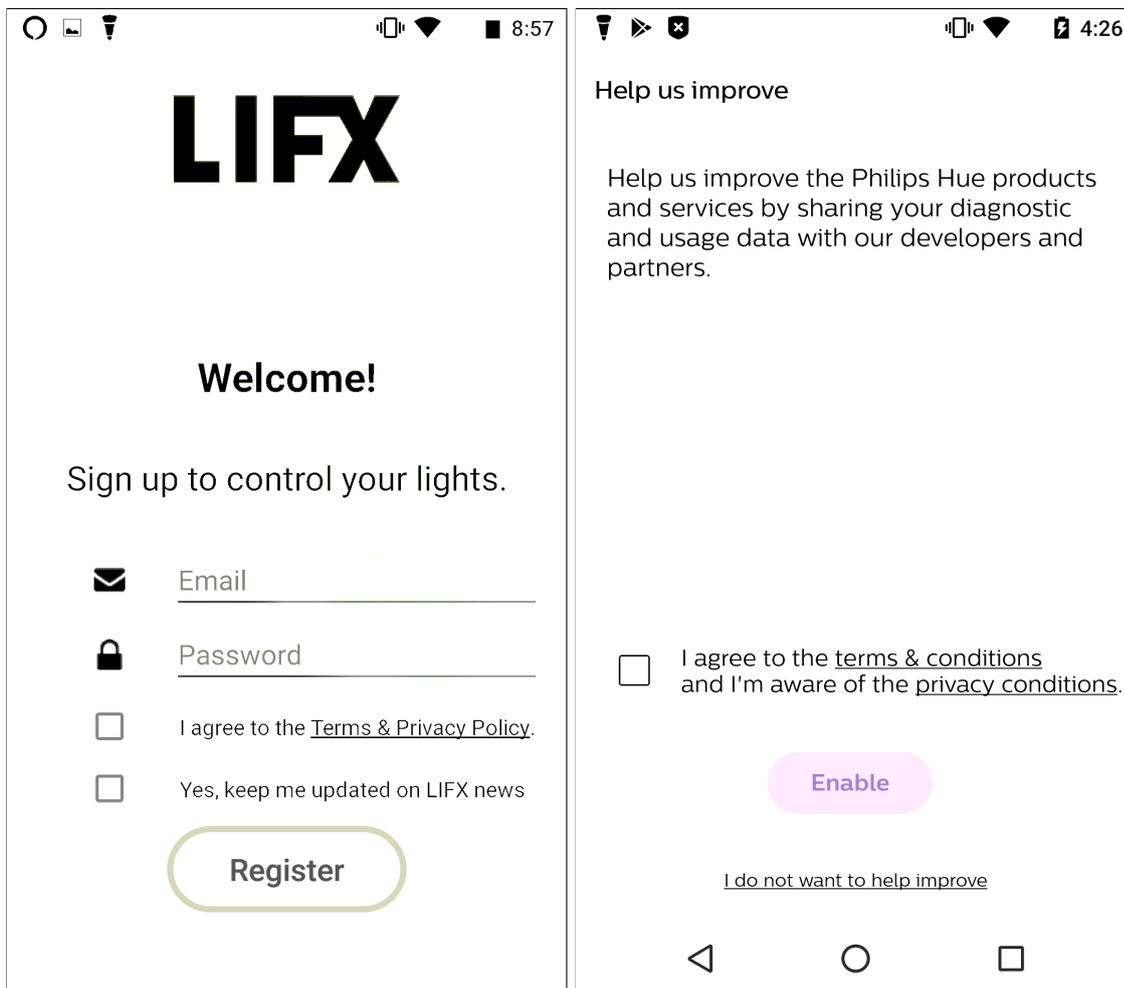 8:57
LIFX
Welcome!
Sign up to control your lights.
Email
Password
I agree to the Terms & Privacy Policy.
Yes, keep me updated on LIFX news
Register
4:26
Help us improve
Help us improve the Philips Hue products
and services by sharing your diagnostic
and usage data with our developers and
partners.
I agree to the terms & conditions
and I'm aware of the privacy conditions.
Enable
I do not want to help improve